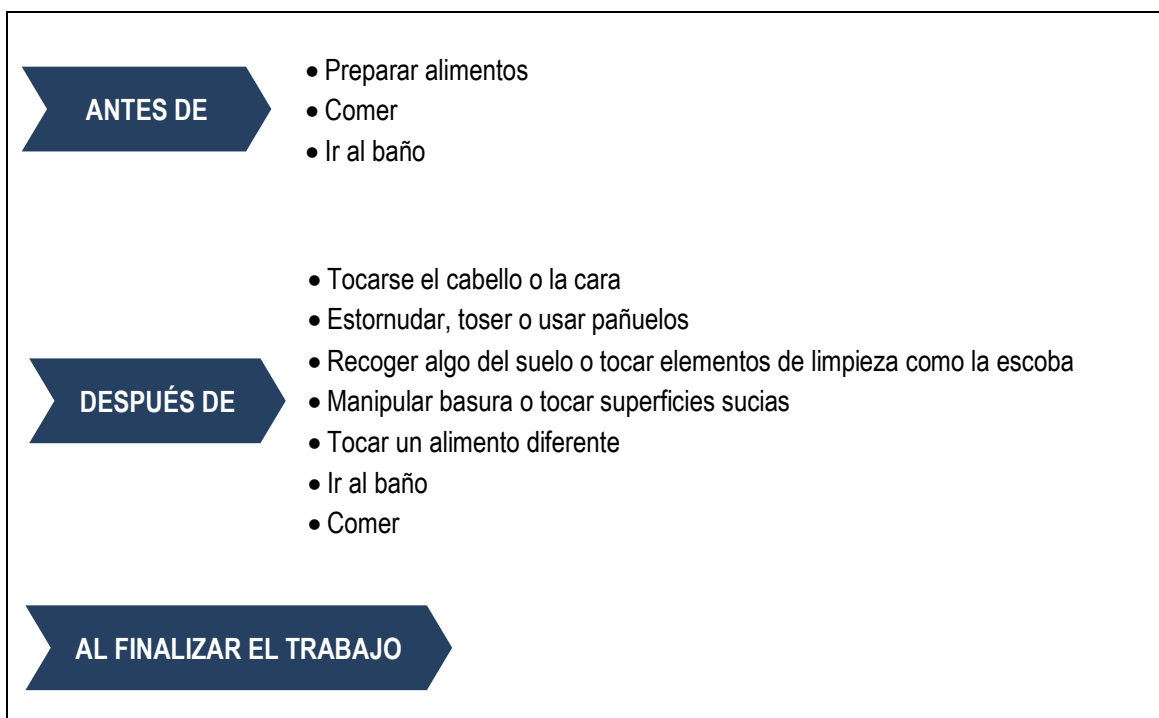 ANTES DE
• Preparar alimentos
• Comer
• Ir al baño
DESPUÉS DE
• Tocarse el cabello o la cara
• Estornudar, toser o usar pañuelos
• Recoger algo del suelo o tocar elementos de limpieza como la escoba
• Manipular basura o tocar superficies sucias
• Tocar un alimento diferente
• Ir al baño
• Comer
AL FINALIZAR EL TRABAJO